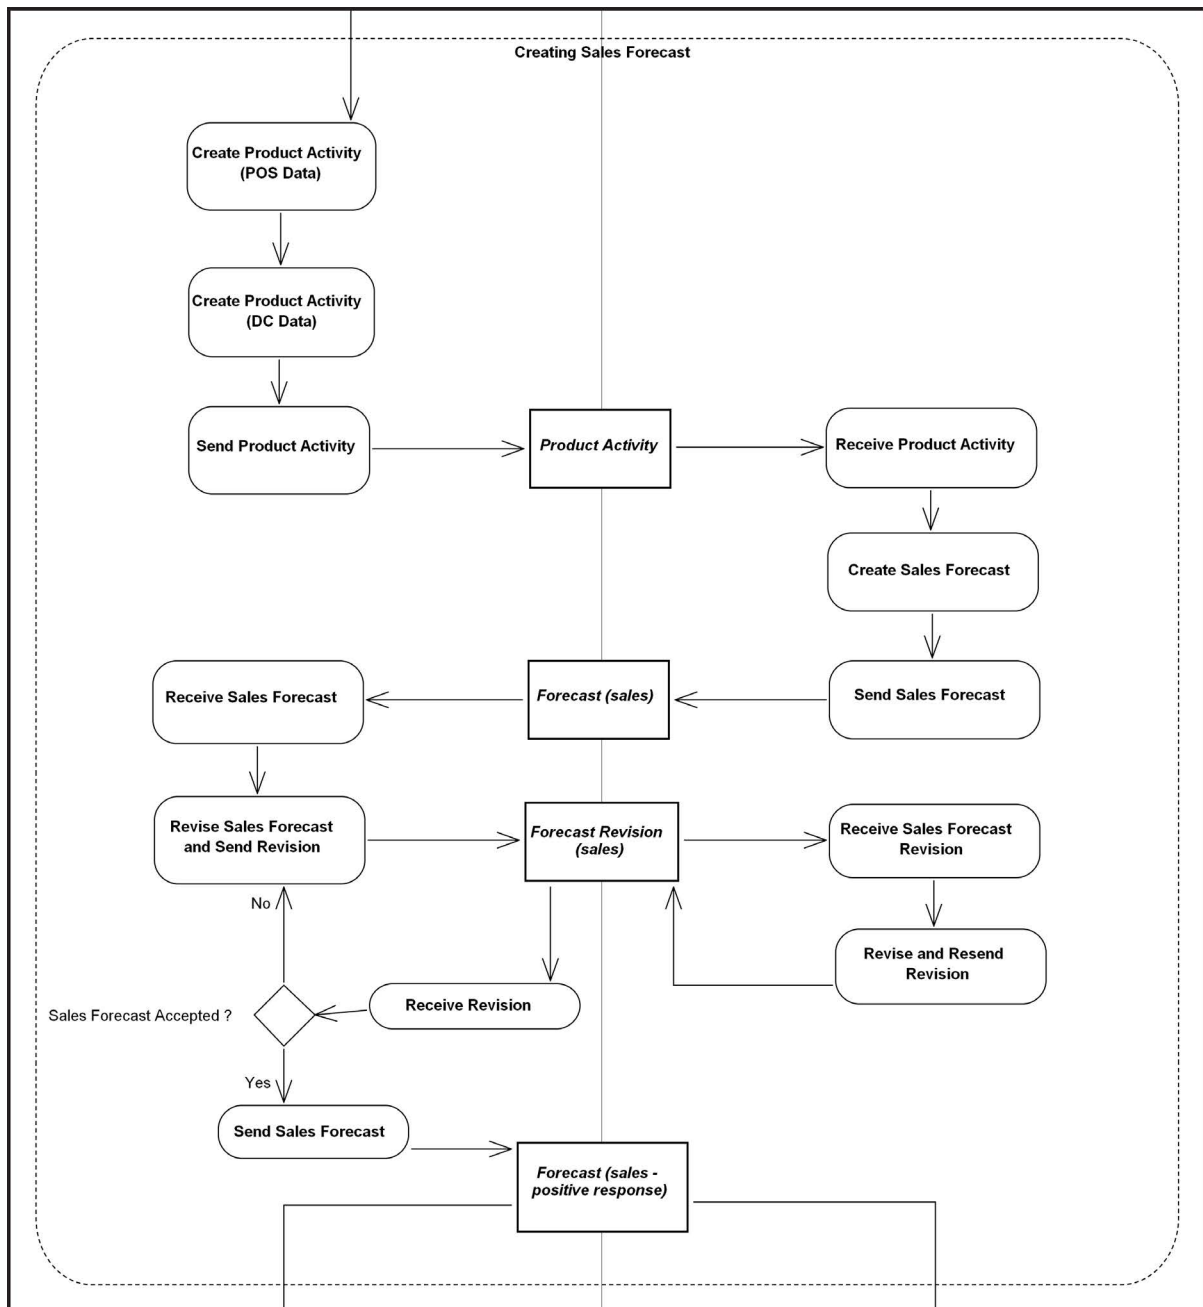 Creating Sales Forecast
Create Product Activity
(POS Data)
Create Product Activity
(DC Data)
Send Product Activity
Product Activity
Receive Product Activity
Create Sales Forecast
Receive Sales Forecast
Forecast (sales)
Send Sales Forecast
Revise Sales Forecast
and Send Revision
Forecast Revision
(sales)
Receive Sales Forecast
Revision
No
Revise and Resend
Revision
Sales Forecast Accepted ?
Receive Revision
Yes
Send Sales Forecast
Forecast (sales -
positive response)